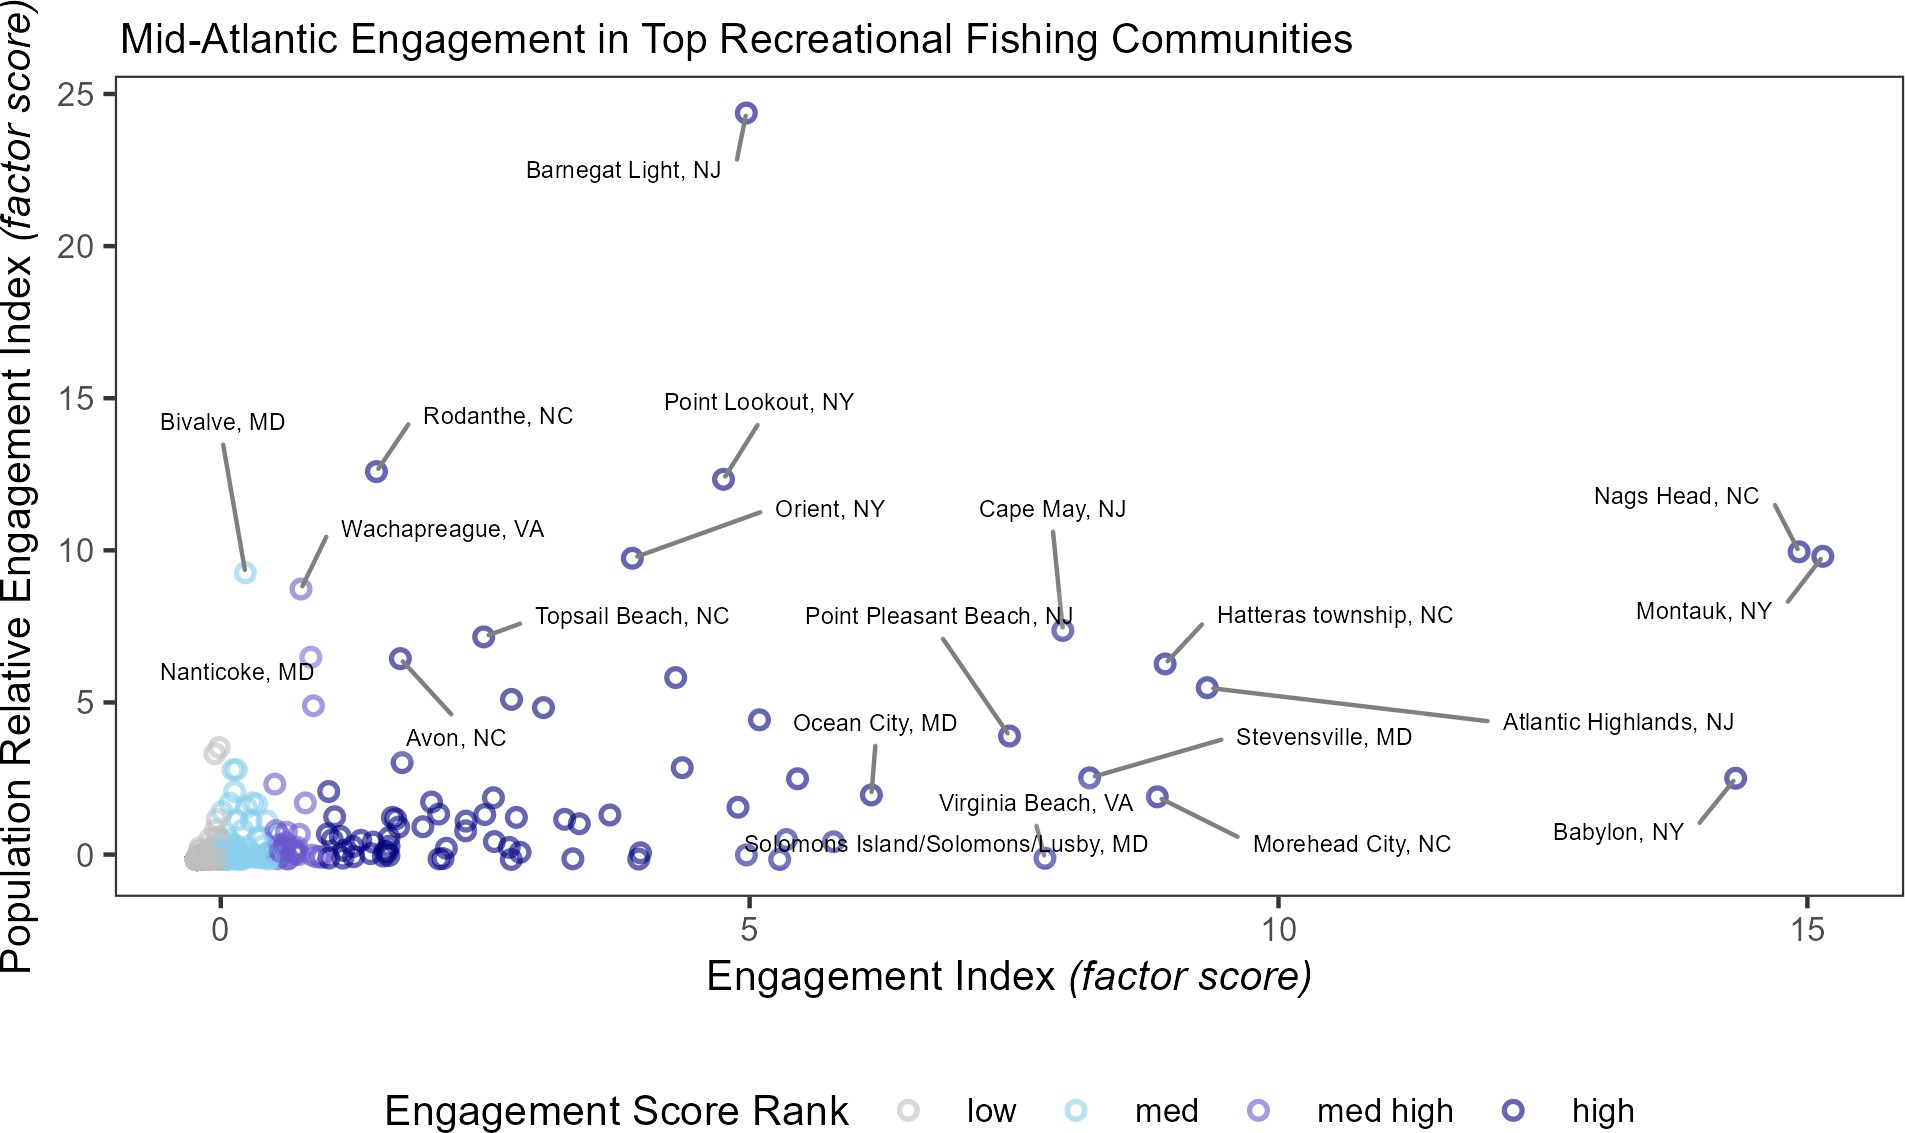 Mid-Atlantic Engagement in Top Recreational Fishing Communities
Population Relative Engagement Index (factor score)
25
20
15
10
5
0
Barnegat Light, NJ
Point Lookout, NY
Rodanthe, NC
Bivalve, MD
Nags Head, NC
Orient, NY
Cape May, NJ
Wachapreague, VA
Montauk, NY
Topsail Beach, NC
Point Pleasant Beach, NJ
Hatteras township, NC
Nanticoke, MD
Atlantic Highlands, NJ
Ocean City, MD
Avon, NC
Stevensville, MD
Virginia Beach, VA
Babylon, NY
Solomons Island/Solomons/Lusby, MD
Morehead City, NC
0
5
10
15
Engagement Index (factor score)
Engagement Score Rank
low
med
med high
high